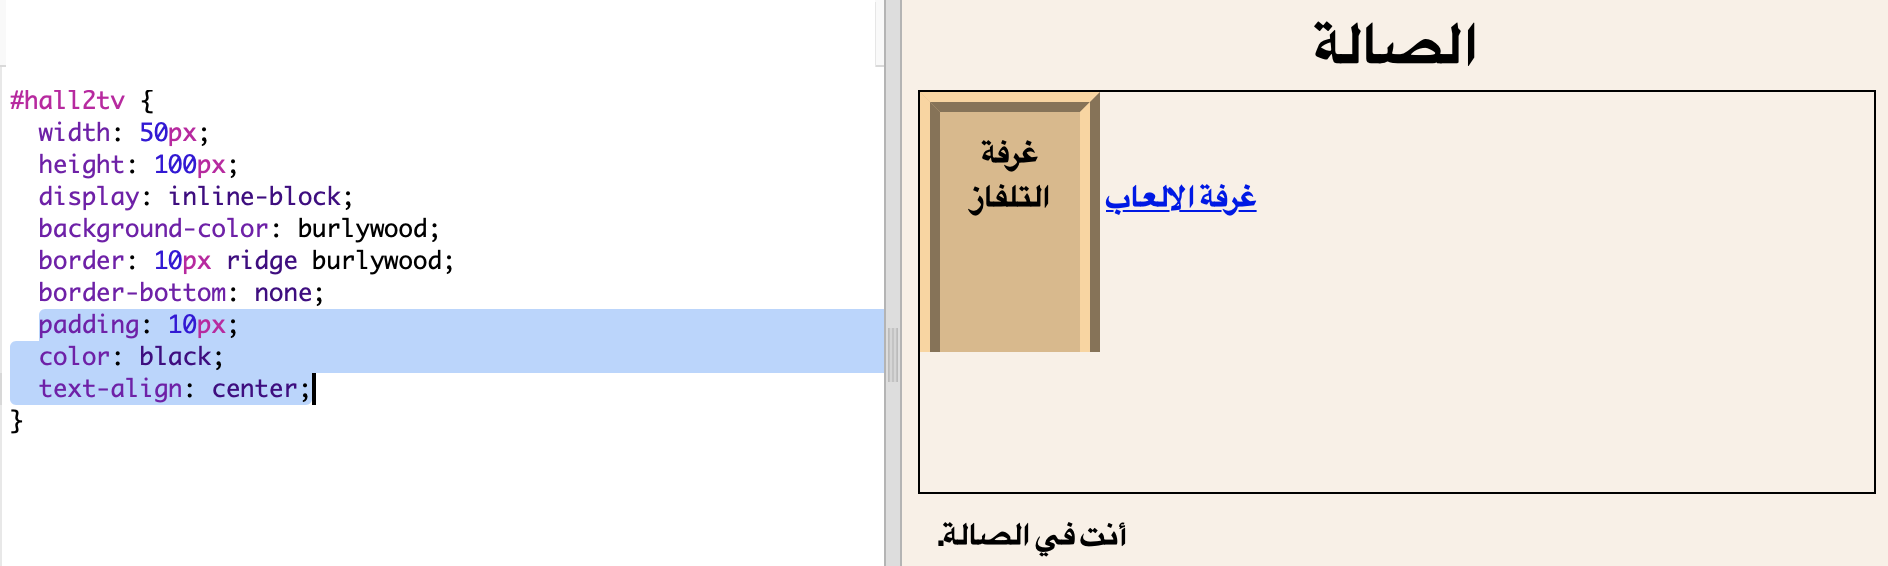 #hall2tv {
width: 50px;
height: 100px;
display: inline-block;
background-color: burlywood;
border: 10px ridge burlywood;
border-bottom: none;
padding: 10px;
color: black;
text-align: center;
}
الصالة
غرفة
التلفاز
غرفة الالعاب
أنت في الصالة.